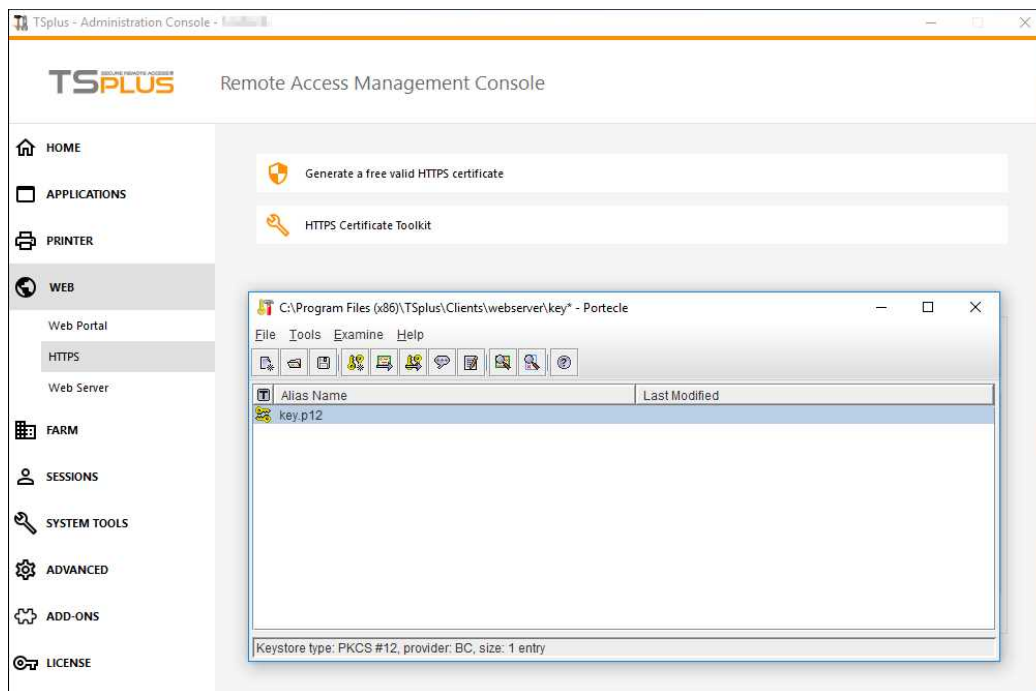 TSplus - Administration Console -
TSPLUS
SECURE REMOTE ACCESS
Remote Access Management Console
HOME
APPLICATIONS
PRINTER
WEB
Web Portal
HTTPS
Web Server
FARM
SESSIONS
SYSTEM TOOLS
ADVANCED
ADD-ONS
LICENSE
Generate a free valid HTTPS certificate
HTTPS Certificate Toolkit
C:\Program Files (x86)\TSplus\Clients\webserver\key* - Portecle
File Tools Examine Help
T Alias Name Last Modified
key.p12
Keystore type: PKCS #12, provider: BC, size: 1 entry